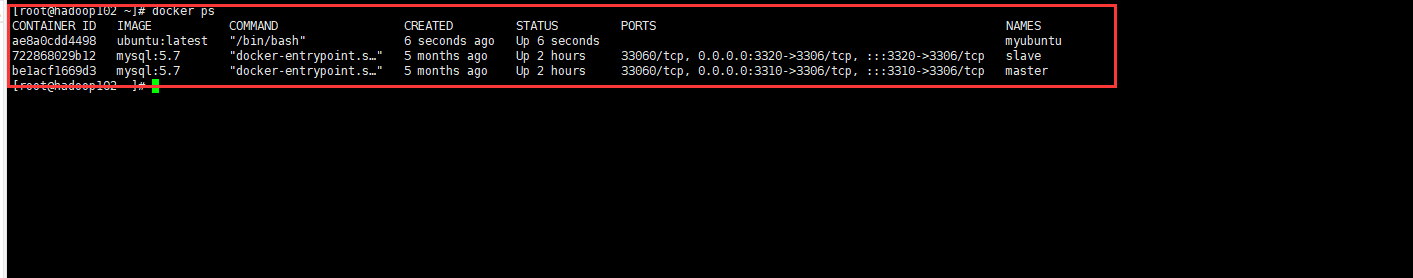 [root@hadoop102 ~]# docker ps
CONTAINER ID   IMAGE           COMMAND                  CREATED         STATUS         PORTS                                                  NAMES
ae8a0cdd4498   ubuntu:latest   "/bin/bash"              6 seconds ago   Up 6 seconds                                                          myubuntu
722868029b12   mysql:5.7       "docker-entrypoint.s…"   5 months ago    Up 2 hours     33060/tcp, 0.0.0.0:3320->3306/tcp, :::3320->3306/tcp   slave
be1acf1669d3   mysql:5.7       "docker-entrypoint.s…"   5 months ago    Up 2 hours     33060/tcp, 0.0.0.0:3310->3306/tcp, :::3310->3306/tcp   master
[root@hadoop102 ~]#